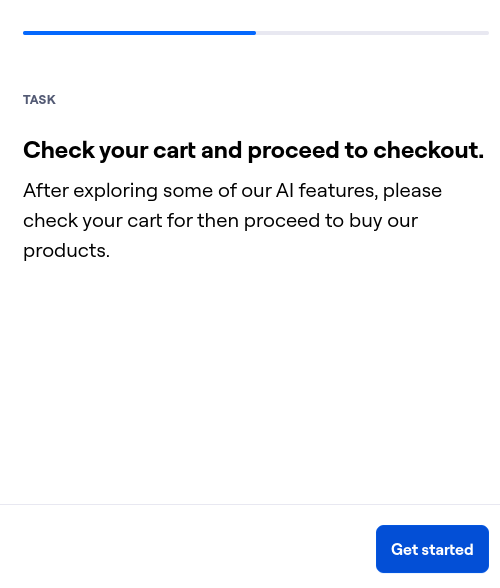 TASK
Check your cart and proceed to checkout.
After exploring some of our AI features, please
check your cart for then proceed to buy our
products.
Get started